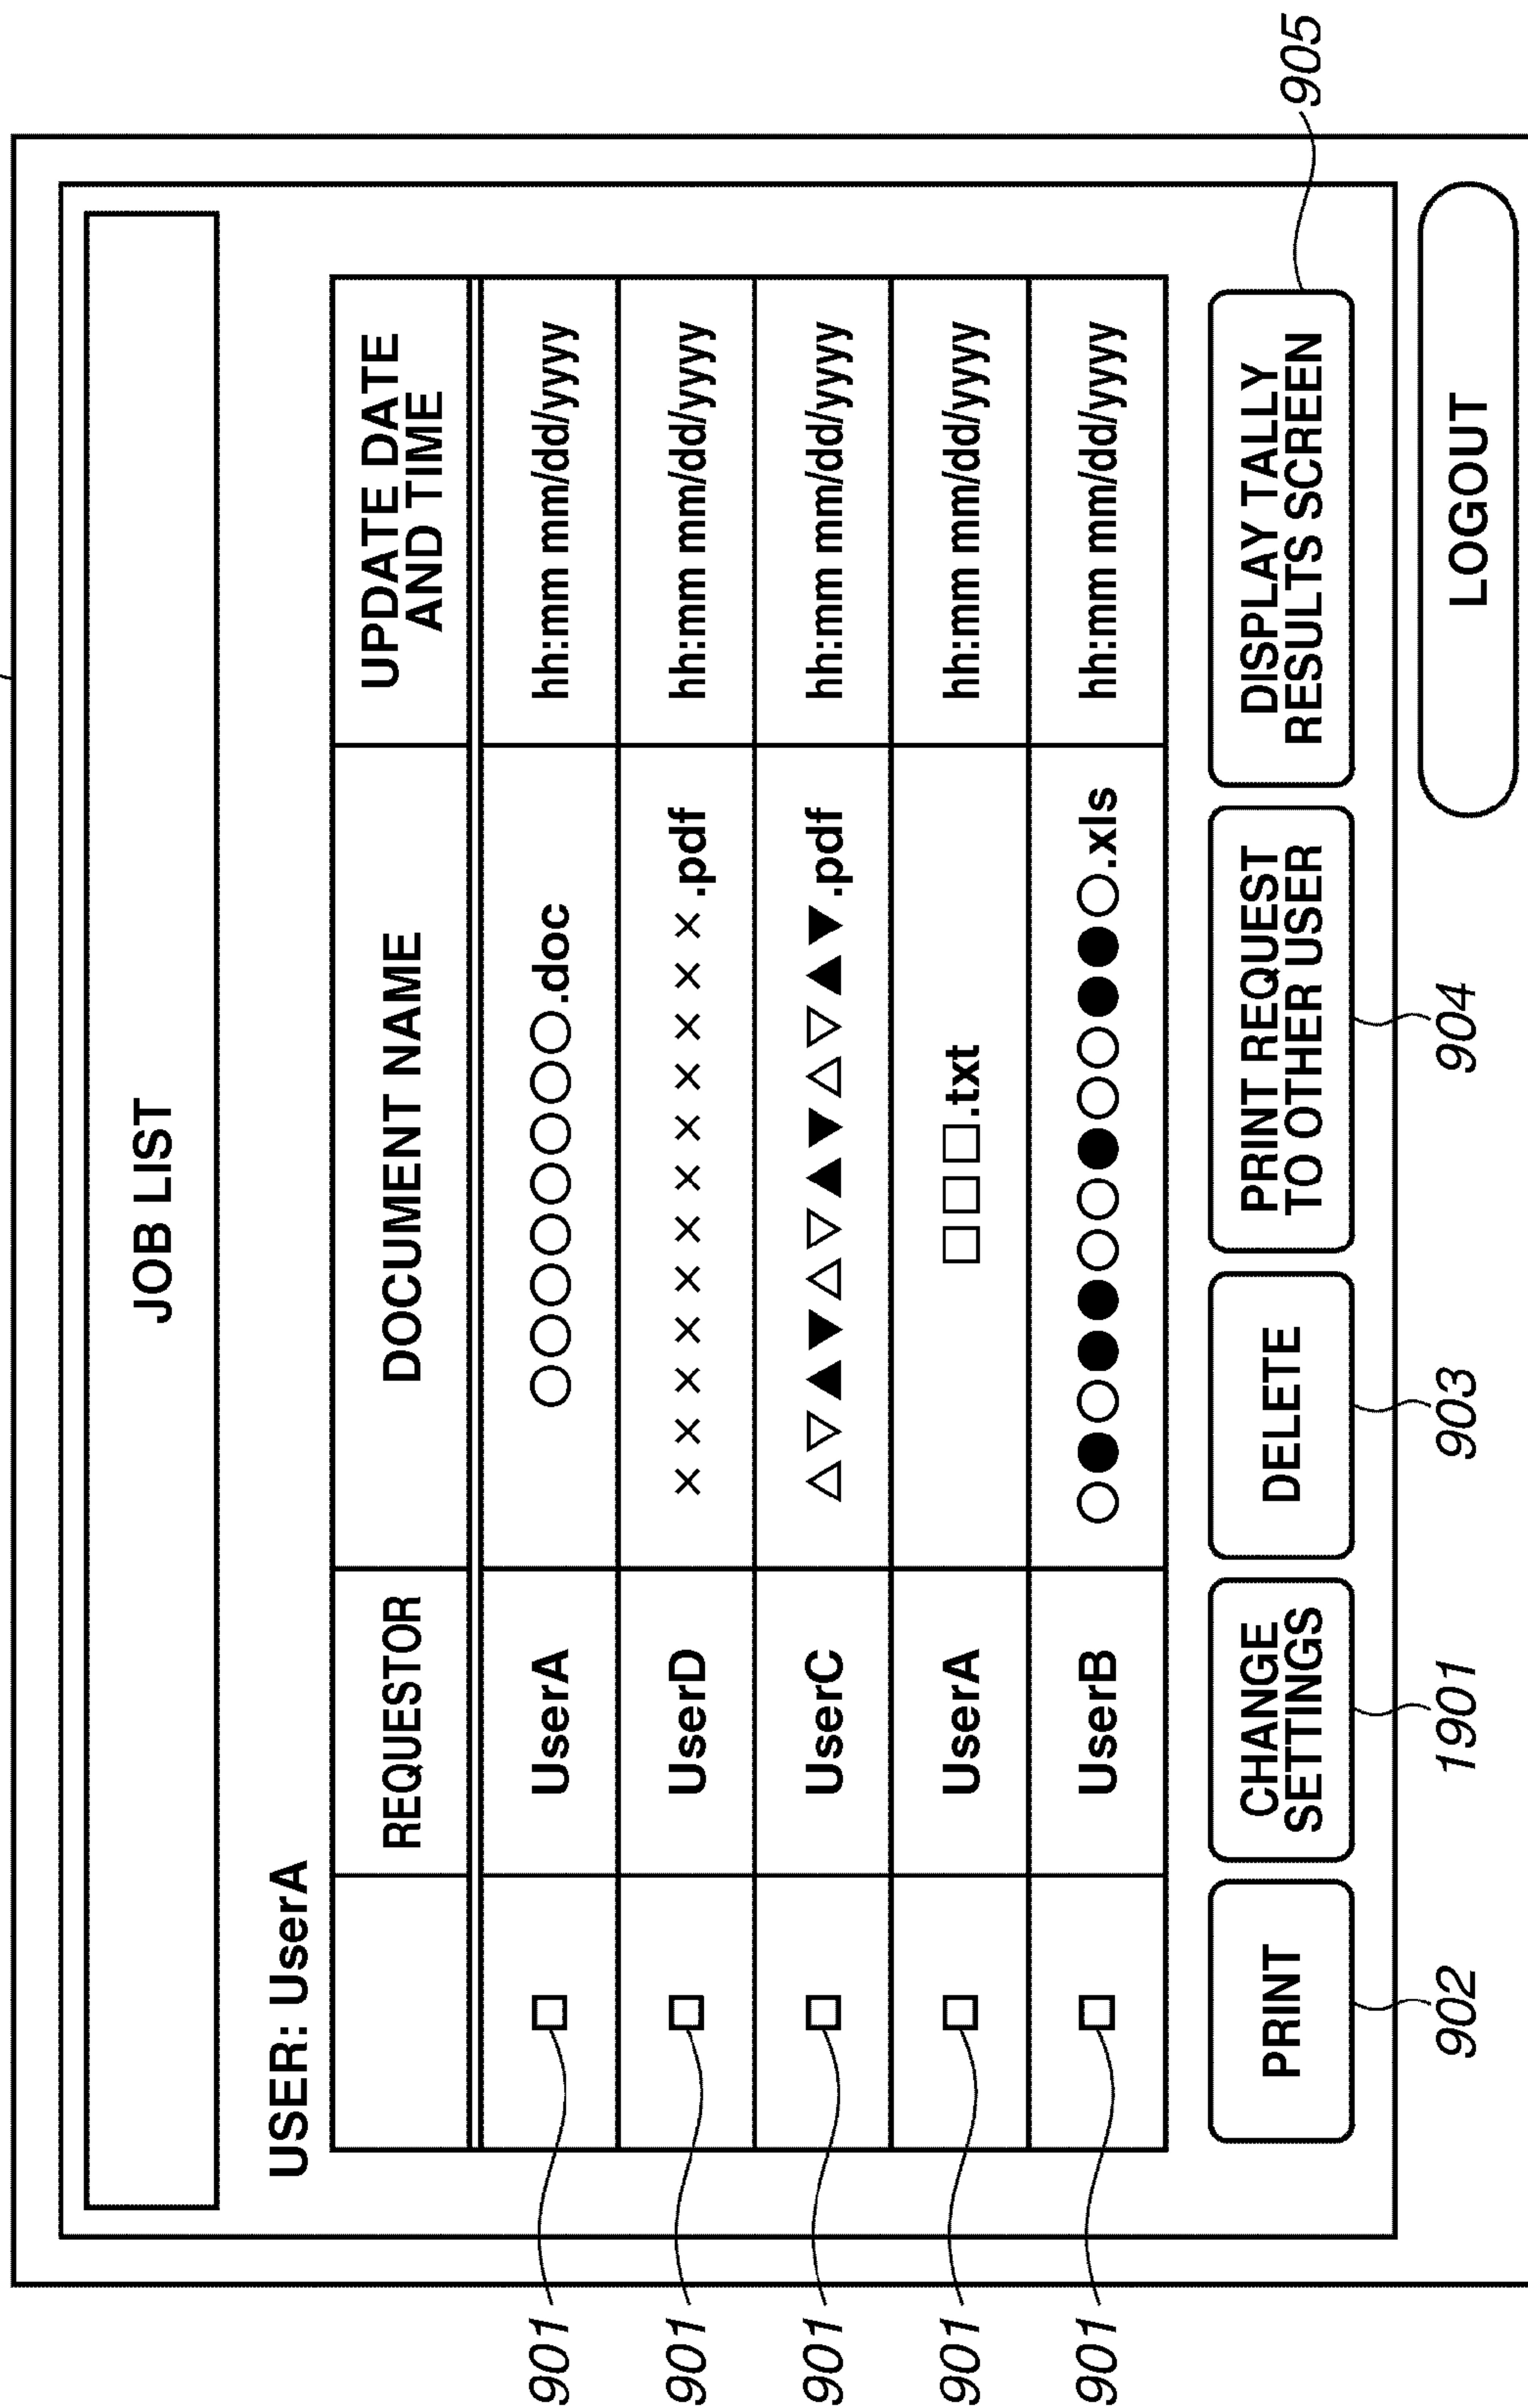 JOB LIST
USER: UserA
REQUESTOR DOCUMENT NAME UPDATE DATE
AND TIME
901 □ UserA ○○○○○○○○.doc hh:mm mm/dd/yyyy
901 □ UserD ××××××××××××.pdf hh:mm mm/dd/yyyy
901 □ UserC △▽▲▼△▽▲▼△▽▲▼.pdf hh:mm mm/dd/yyyy
901 □ UserA □□□.txt hh:mm mm/dd/yyyy
901 □ UserB ○●○●●○○●○○●●○.xls hh:mm mm/dd/yyyy
PRINT
CHANGE
SETTINGS
DELETE
PRINT REQUEST
TO OTHER USER
DISPLAY TALLY
RESULTS SCREEN
905
902 1901 903 904
LOGOUT